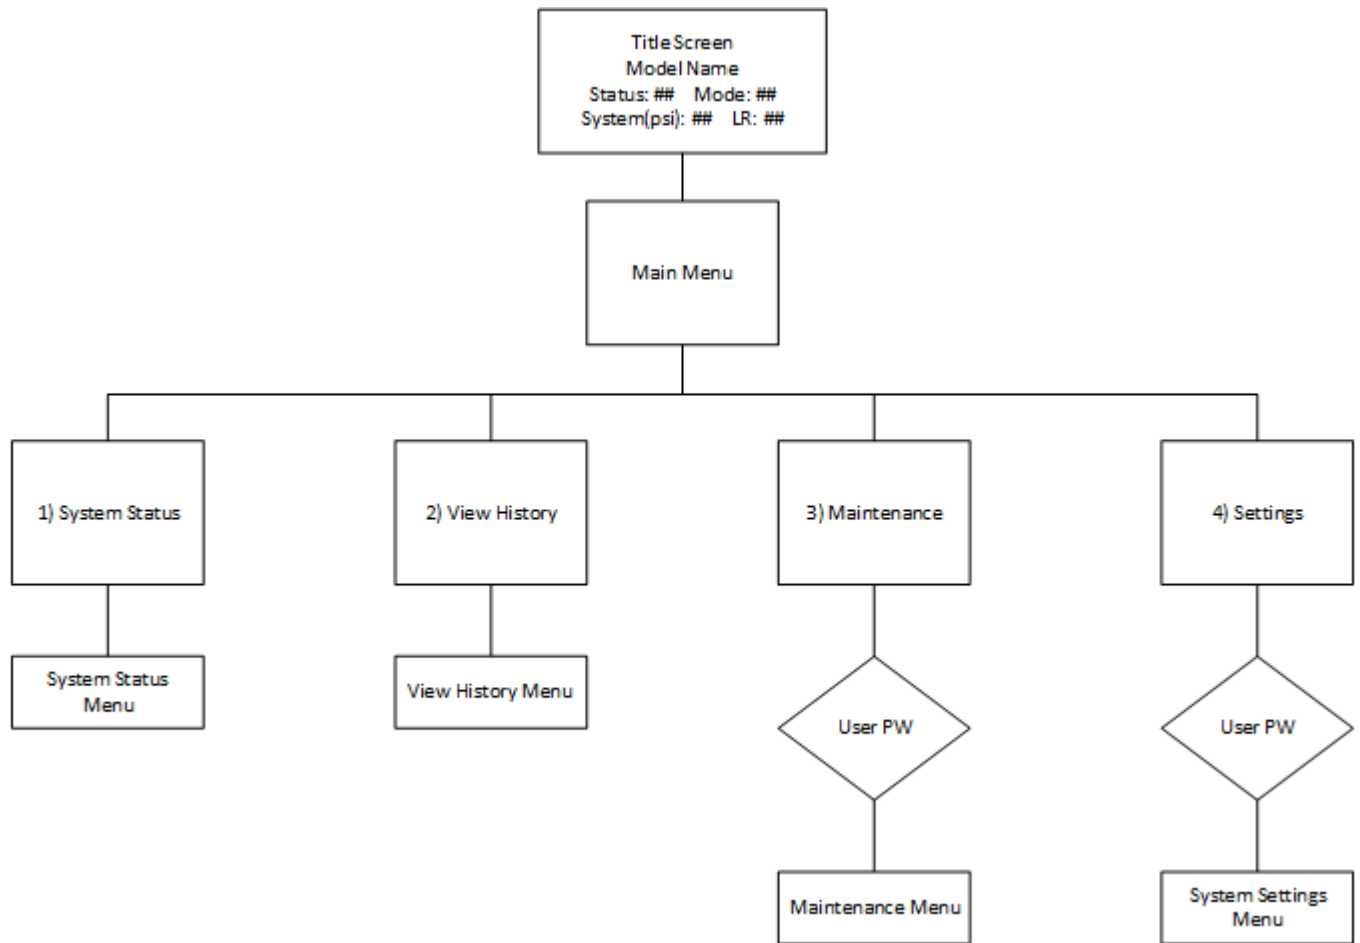 Title Screen
Model Name
Status: ## Mode: ##
System(psi): ## LR: ##
Main Menu
1) System Status
2) View History
3) Maintenance
4) Settings
System Status
Menu
View History Menu
User PW
User PW
Maintenance Menu
System Settings
Menu